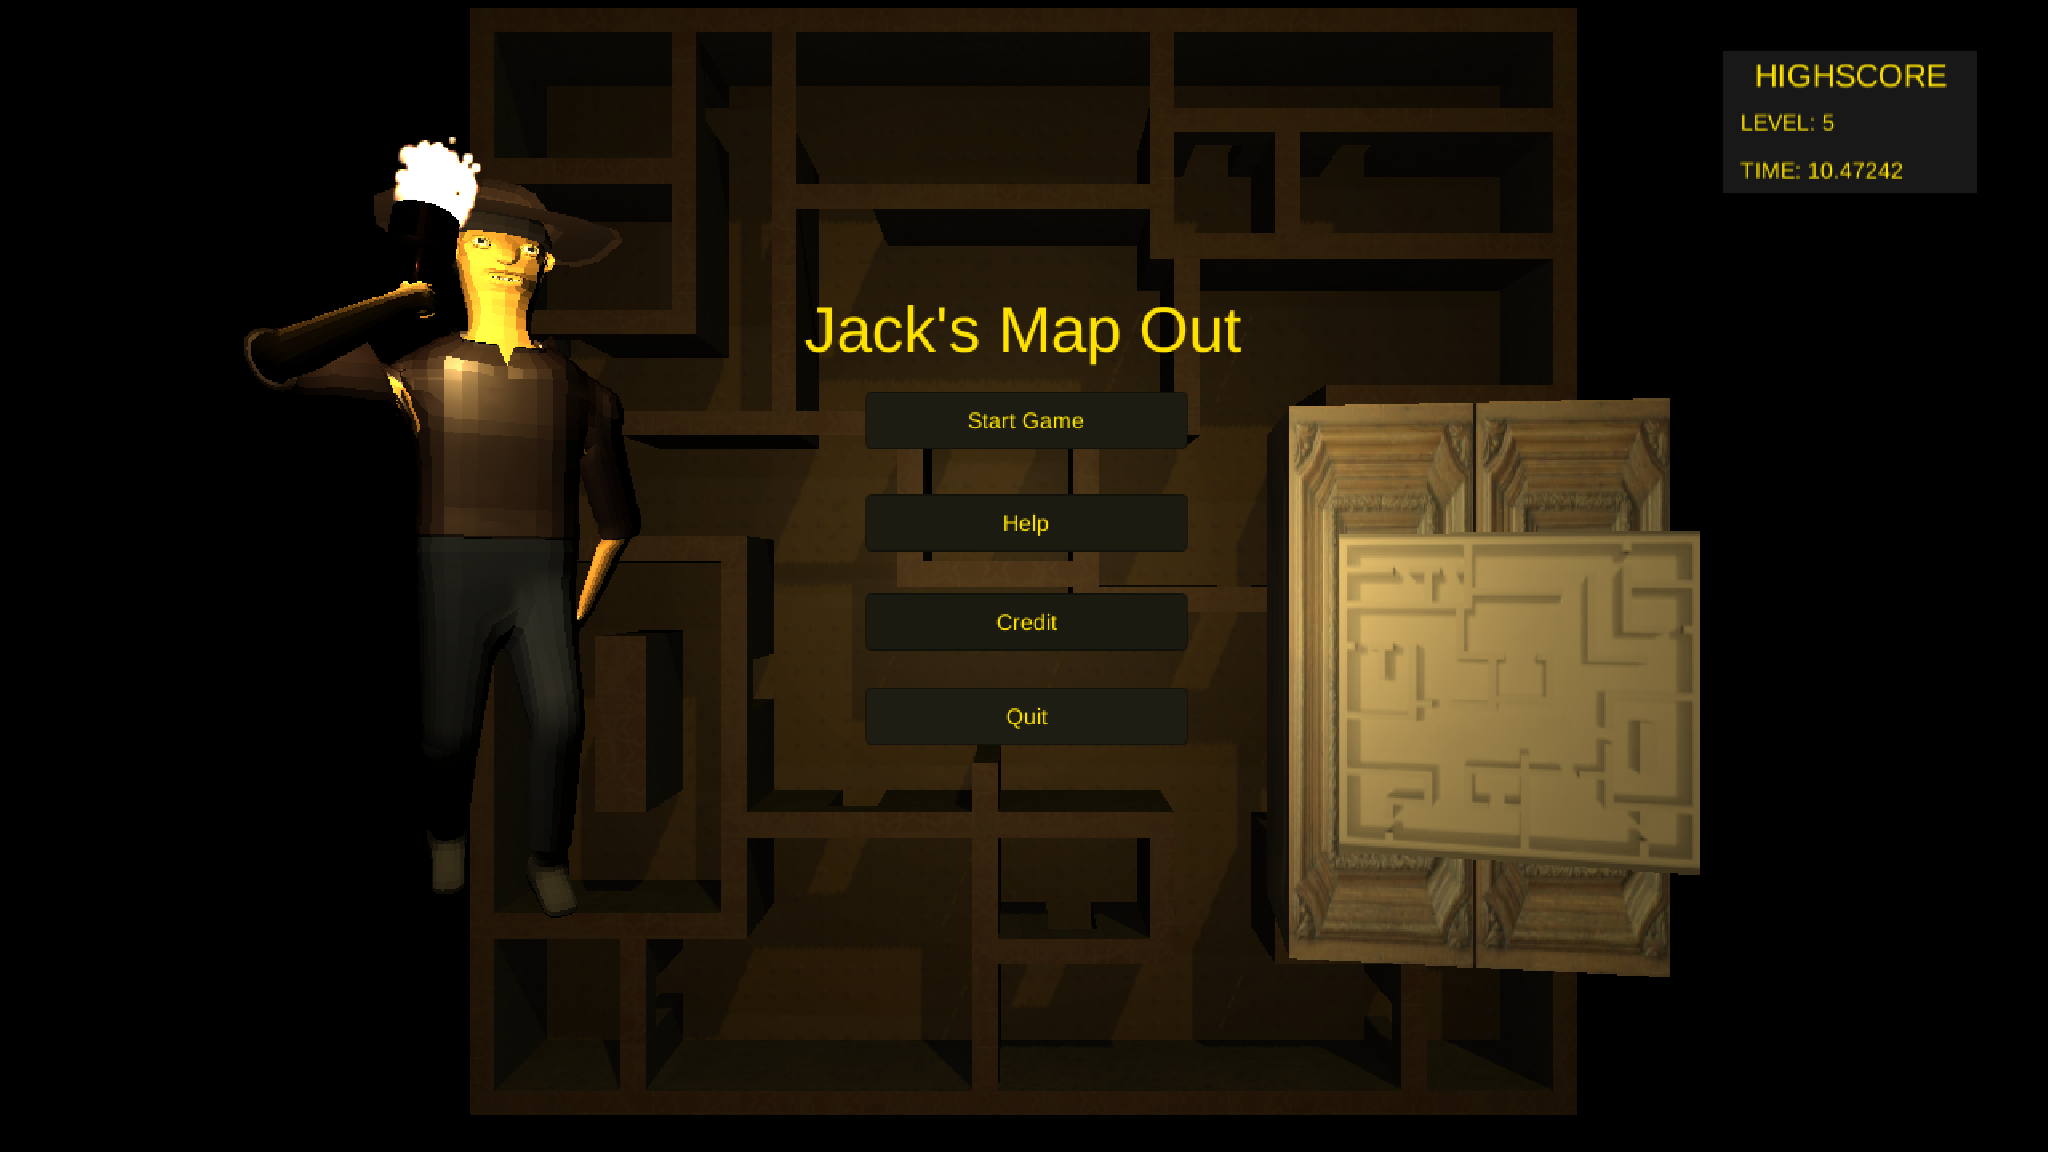 HIGHSCORE
LEVEL: 5
TIME: 10.47242
Jack's Map Out
Start Game
Help
Credit
Quit